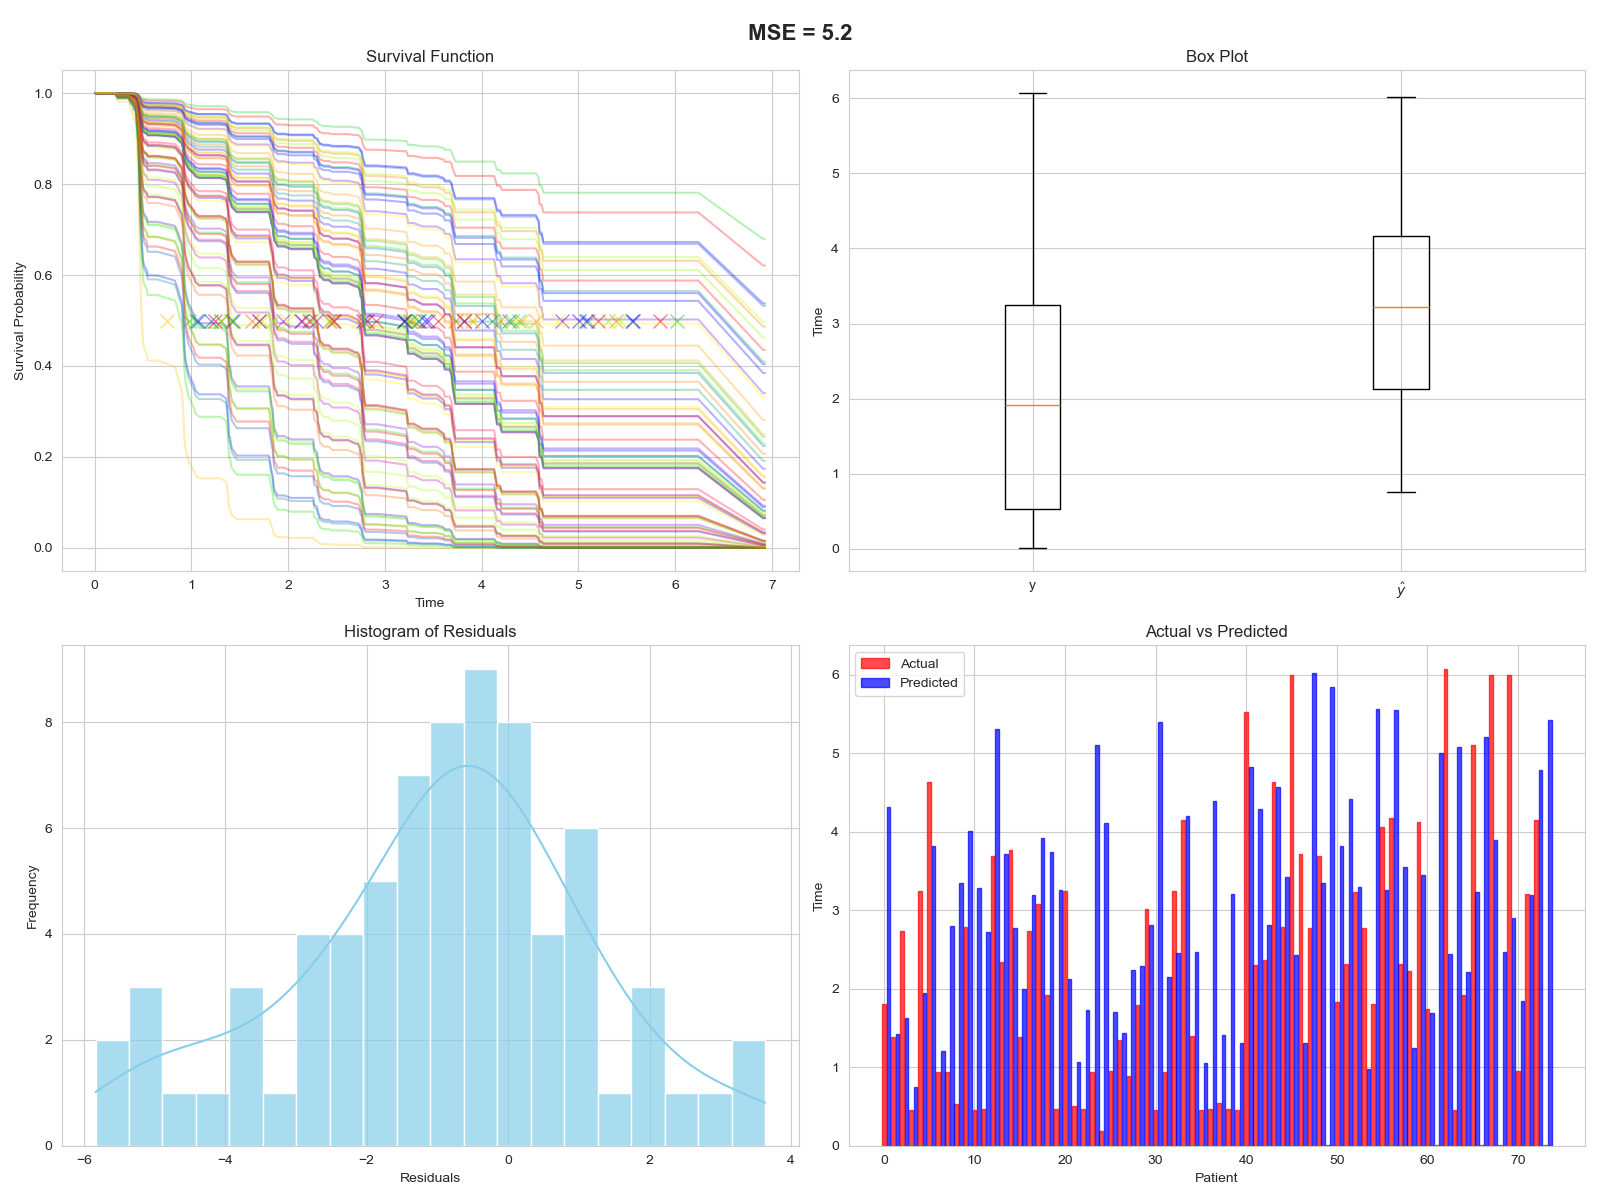 MSE = 5.2
Survival Function
1.0
0.8
0.6
0.4
0.2
0.0
Survival Probability
0 1 2 3 4 5 6 7
Time
Box Plot
6
5
4
3
2
1
0
Time
y ŷ
Histogram of Residuals
8
6
4
2
0
Frequency
−6 −4 −2 0 2 4
Residuals
Actual vs Predicted
Actual
Predicted
6
5
4
3
2
1
0
Time
0 10 20 30 40 50 60 70
Patient